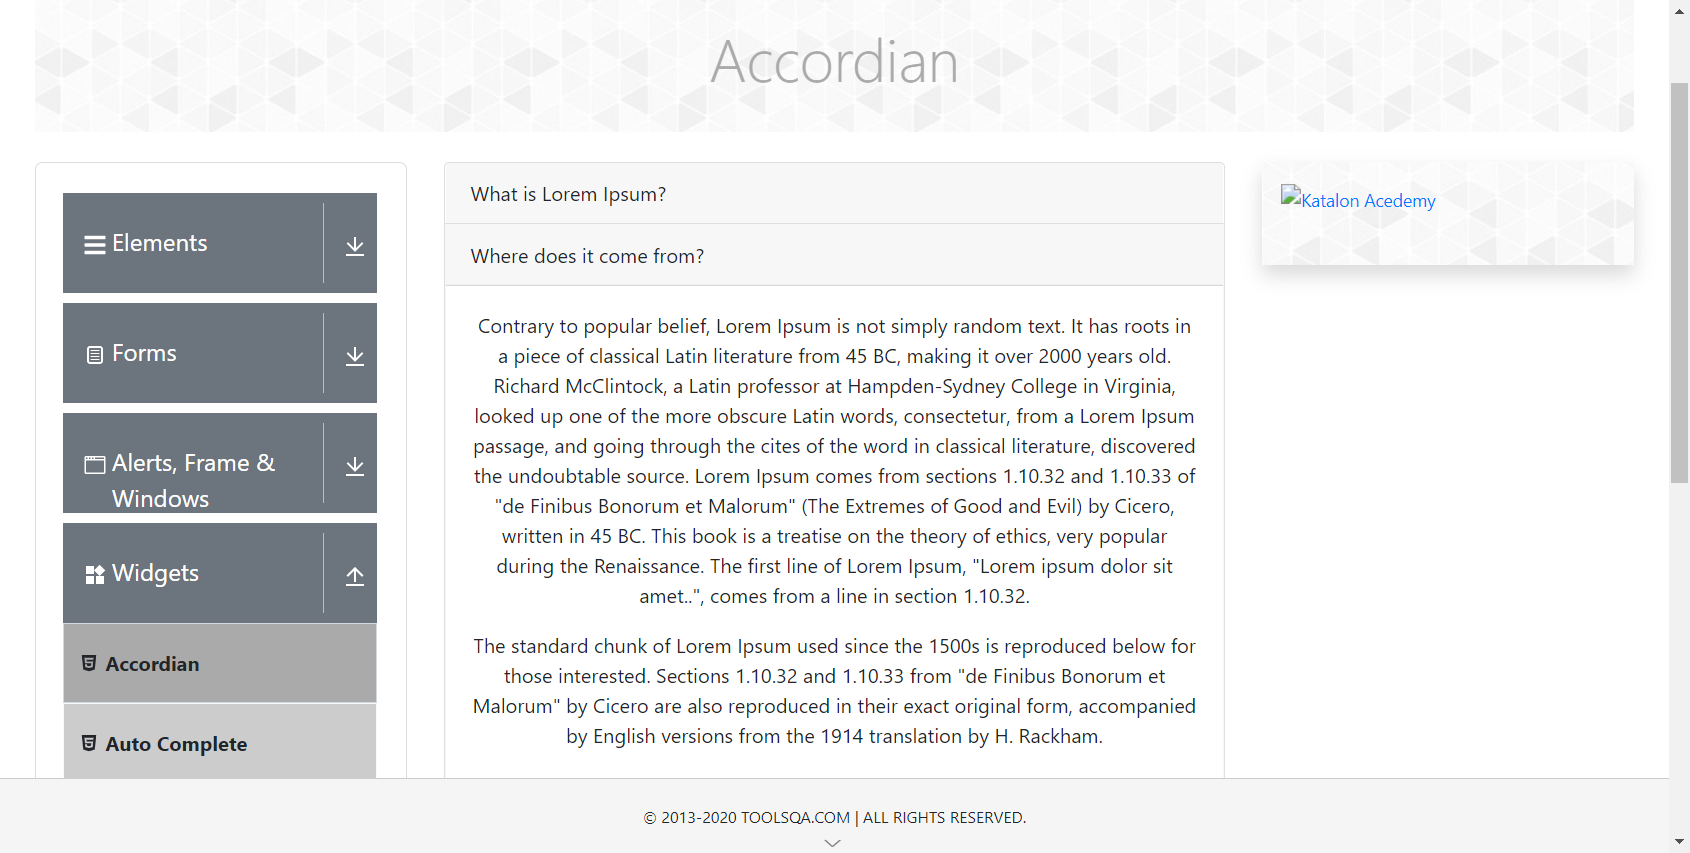 Accordian
Elements
Forms
Alerts, Frame &
Windows
Widgets
Accordian
Auto Complete
What is Lorem Ipsum?
Where does it come from?
Contrary to popular belief, Lorem Ipsum is not simply random text. It has roots in
a piece of classical Latin literature from 45 BC, making it over 2000 years old.
Richard McClintock, a Latin professor at Hampden-Sydney College in Virginia,
looked up one of the more obscure Latin words, consectetur, from a Lorem Ipsum
passage, and going through the cites of the word in classical literature, discovered
the undoubtable source. Lorem Ipsum comes from sections 1.10.32 and 1.10.33 of
"de Finibus Bonorum et Malorum" (The Extremes of Good and Evil) by Cicero,
written in 45 BC. This book is a treatise on the theory of ethics, very popular
during the Renaissance. The first line of Lorem Ipsum, "Lorem ipsum dolor sit
amet..", comes from a line in section 1.10.32.
The standard chunk of Lorem Ipsum used since the 1500s is reproduced below for
those interested. Sections 1.10.32 and 1.10.33 from "de Finibus Bonorum et
Malorum" by Cicero are also reproduced in their exact original form, accompanied
by English versions from the 1914 translation by H. Rackham.
Katalon Acedemy
© 2013-2020 TOOLSQA.COM | ALL RIGHTS RESERVED.